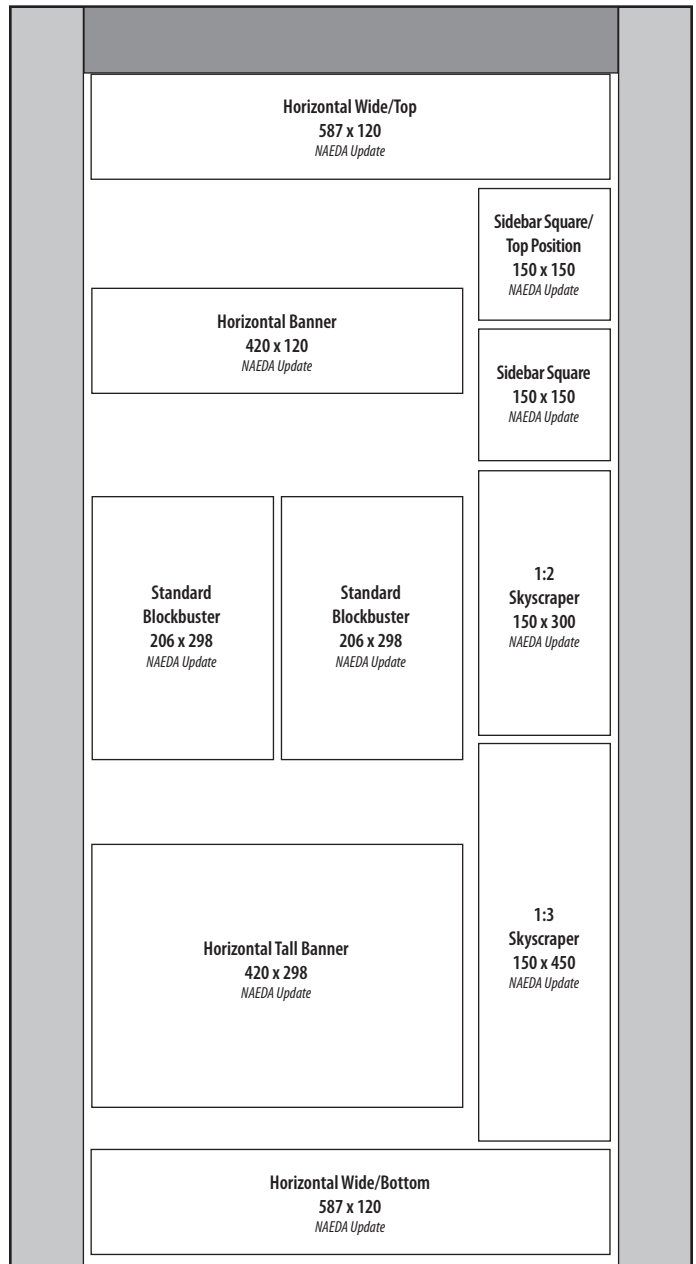 Horizontal Wide/Top
587 x 120
NAEDA Update
Sidebar Square/
Top Position
150 x 150
NAEDA Update
Horizontal Banner
420 x 120
NAEDA Update
Sidebar Square
150 x 150
NAEDA Update
Standard
Blockbuster
206 x 298
NAEDA Update
Standard
Blockbuster
206 x 298
NAEDA Update
1:2
Skyscraper
150 x 300
NAEDA Update
Horizontal Tall Banner
420 x 298
NAEDA Update
1:3
Skyscraper
150 x 450
NAEDA Update
Horizontal Wide/Bottom
587 x 120
NAEDA Update